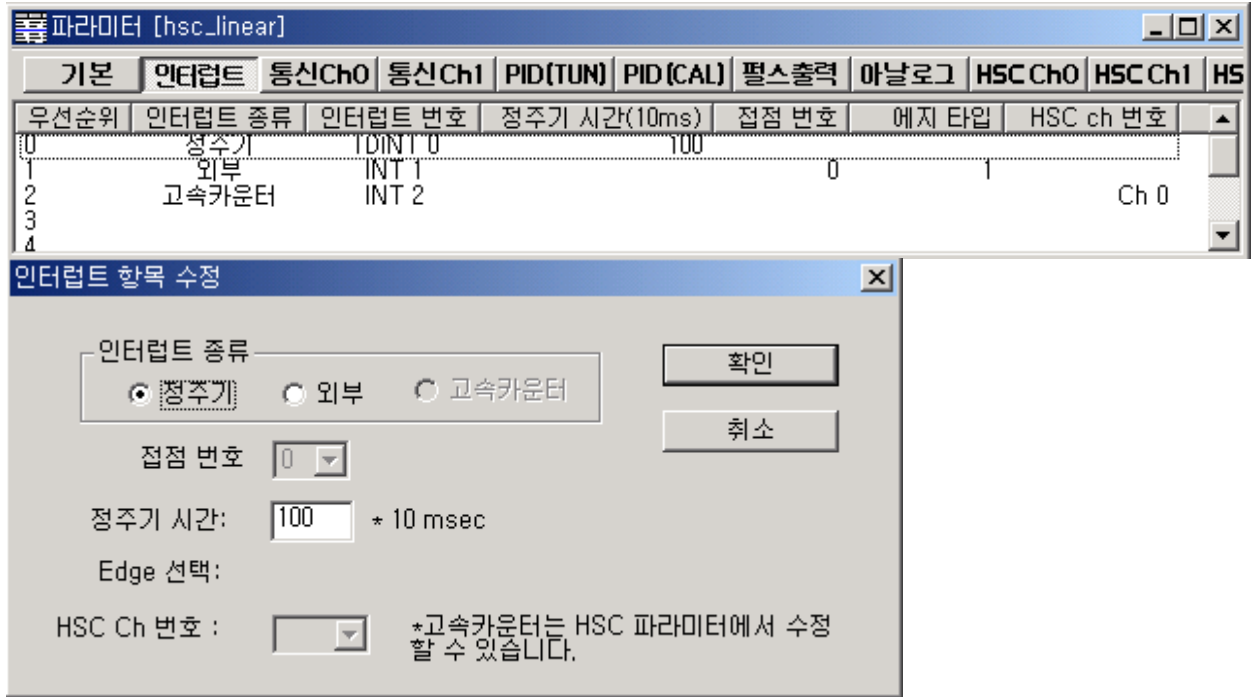 파라미터 [hsc_linear]
기본 인터럽트 통신Ch0 통신Ch1 PID(TUN) PID(CAL) 펄스출력 아날로그 HSC Ch0 HSC Ch1 HS
우선순위 인터럽트 종류 인터럽트 번호 정주기 시간(10ms) 접점 번호 에지 타입 HSC ch 번호
0 정주기 TDINT 0 100
1 외부 INT 1 0 1
2 고속카운터 INT 2 Ch 0
3
4
인터럽트 항목 수정
인터럽트 종류
정주기 외부 고속카운터
확인
취소
접점 번호 0
정주기 시간: 100 * 10 msec
Edge 선택:
HSC Ch 번호 : *고속카운터는 HSC 파라미터에서 수정
할 수 있습니다.